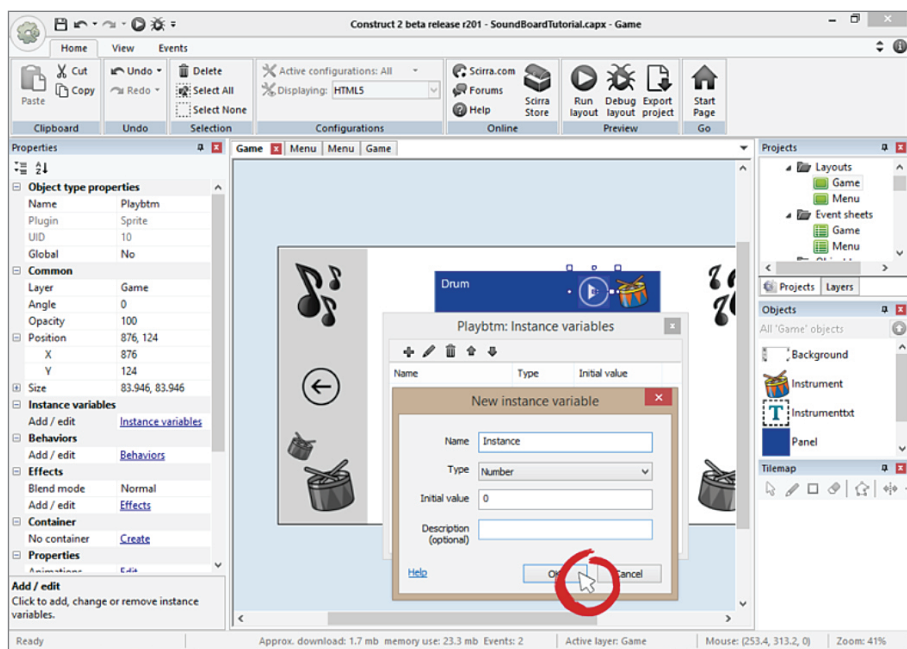 Construct 2 beta release r201 - SoundBoardTutorial.capx - Game
Home View Events
Paste
Cut
Copy
Clipboard
Undo
Redo
Undo
Delete
Select All
Select None
Selection
Active configurations: All
Displaying: HTML5
Configurations
Scirra.com
Forums
Help
Scirra Store
Online
Run layout
Debug layout
Export project
Preview
Start Page
Go
Properties
Object type properties
Name Playbtm
Plugin Sprite
UID 10
Global No
Common
Layer Game
Angle 0
Opacity 100
Position 876, 124
X 876
Y 124
Size 83.946, 83.946
Instance variables
Add / edit Instance variables
Behaviors
Add / edit Behaviors
Effects
Blend mode Normal
Add / edit Effects
Container
No container Create
Properties
Animations Edit
Add / edit
Click to add, change or remove instance
variables.
Game Menu Menu Game
Drum
Playbtm: Instance variables
Name Type Initial value
New instance variable
Name Instance
Type Number
Initial value 0
Description
(optional)
Help OK Cancel
Projects
Layouts
Game
Menu
Event sheets
Game
Menu
Projects Layers
Objects
All 'Game' objects
Background
Instrument
T Instrumenttxt
Panel
Tilemap
Ready Approx. download: 1.7 mb memory use: 23.3 mb Events: 2 Active layer: Game Mouse: (253.4, 313.2, 0) Zoom: 41%